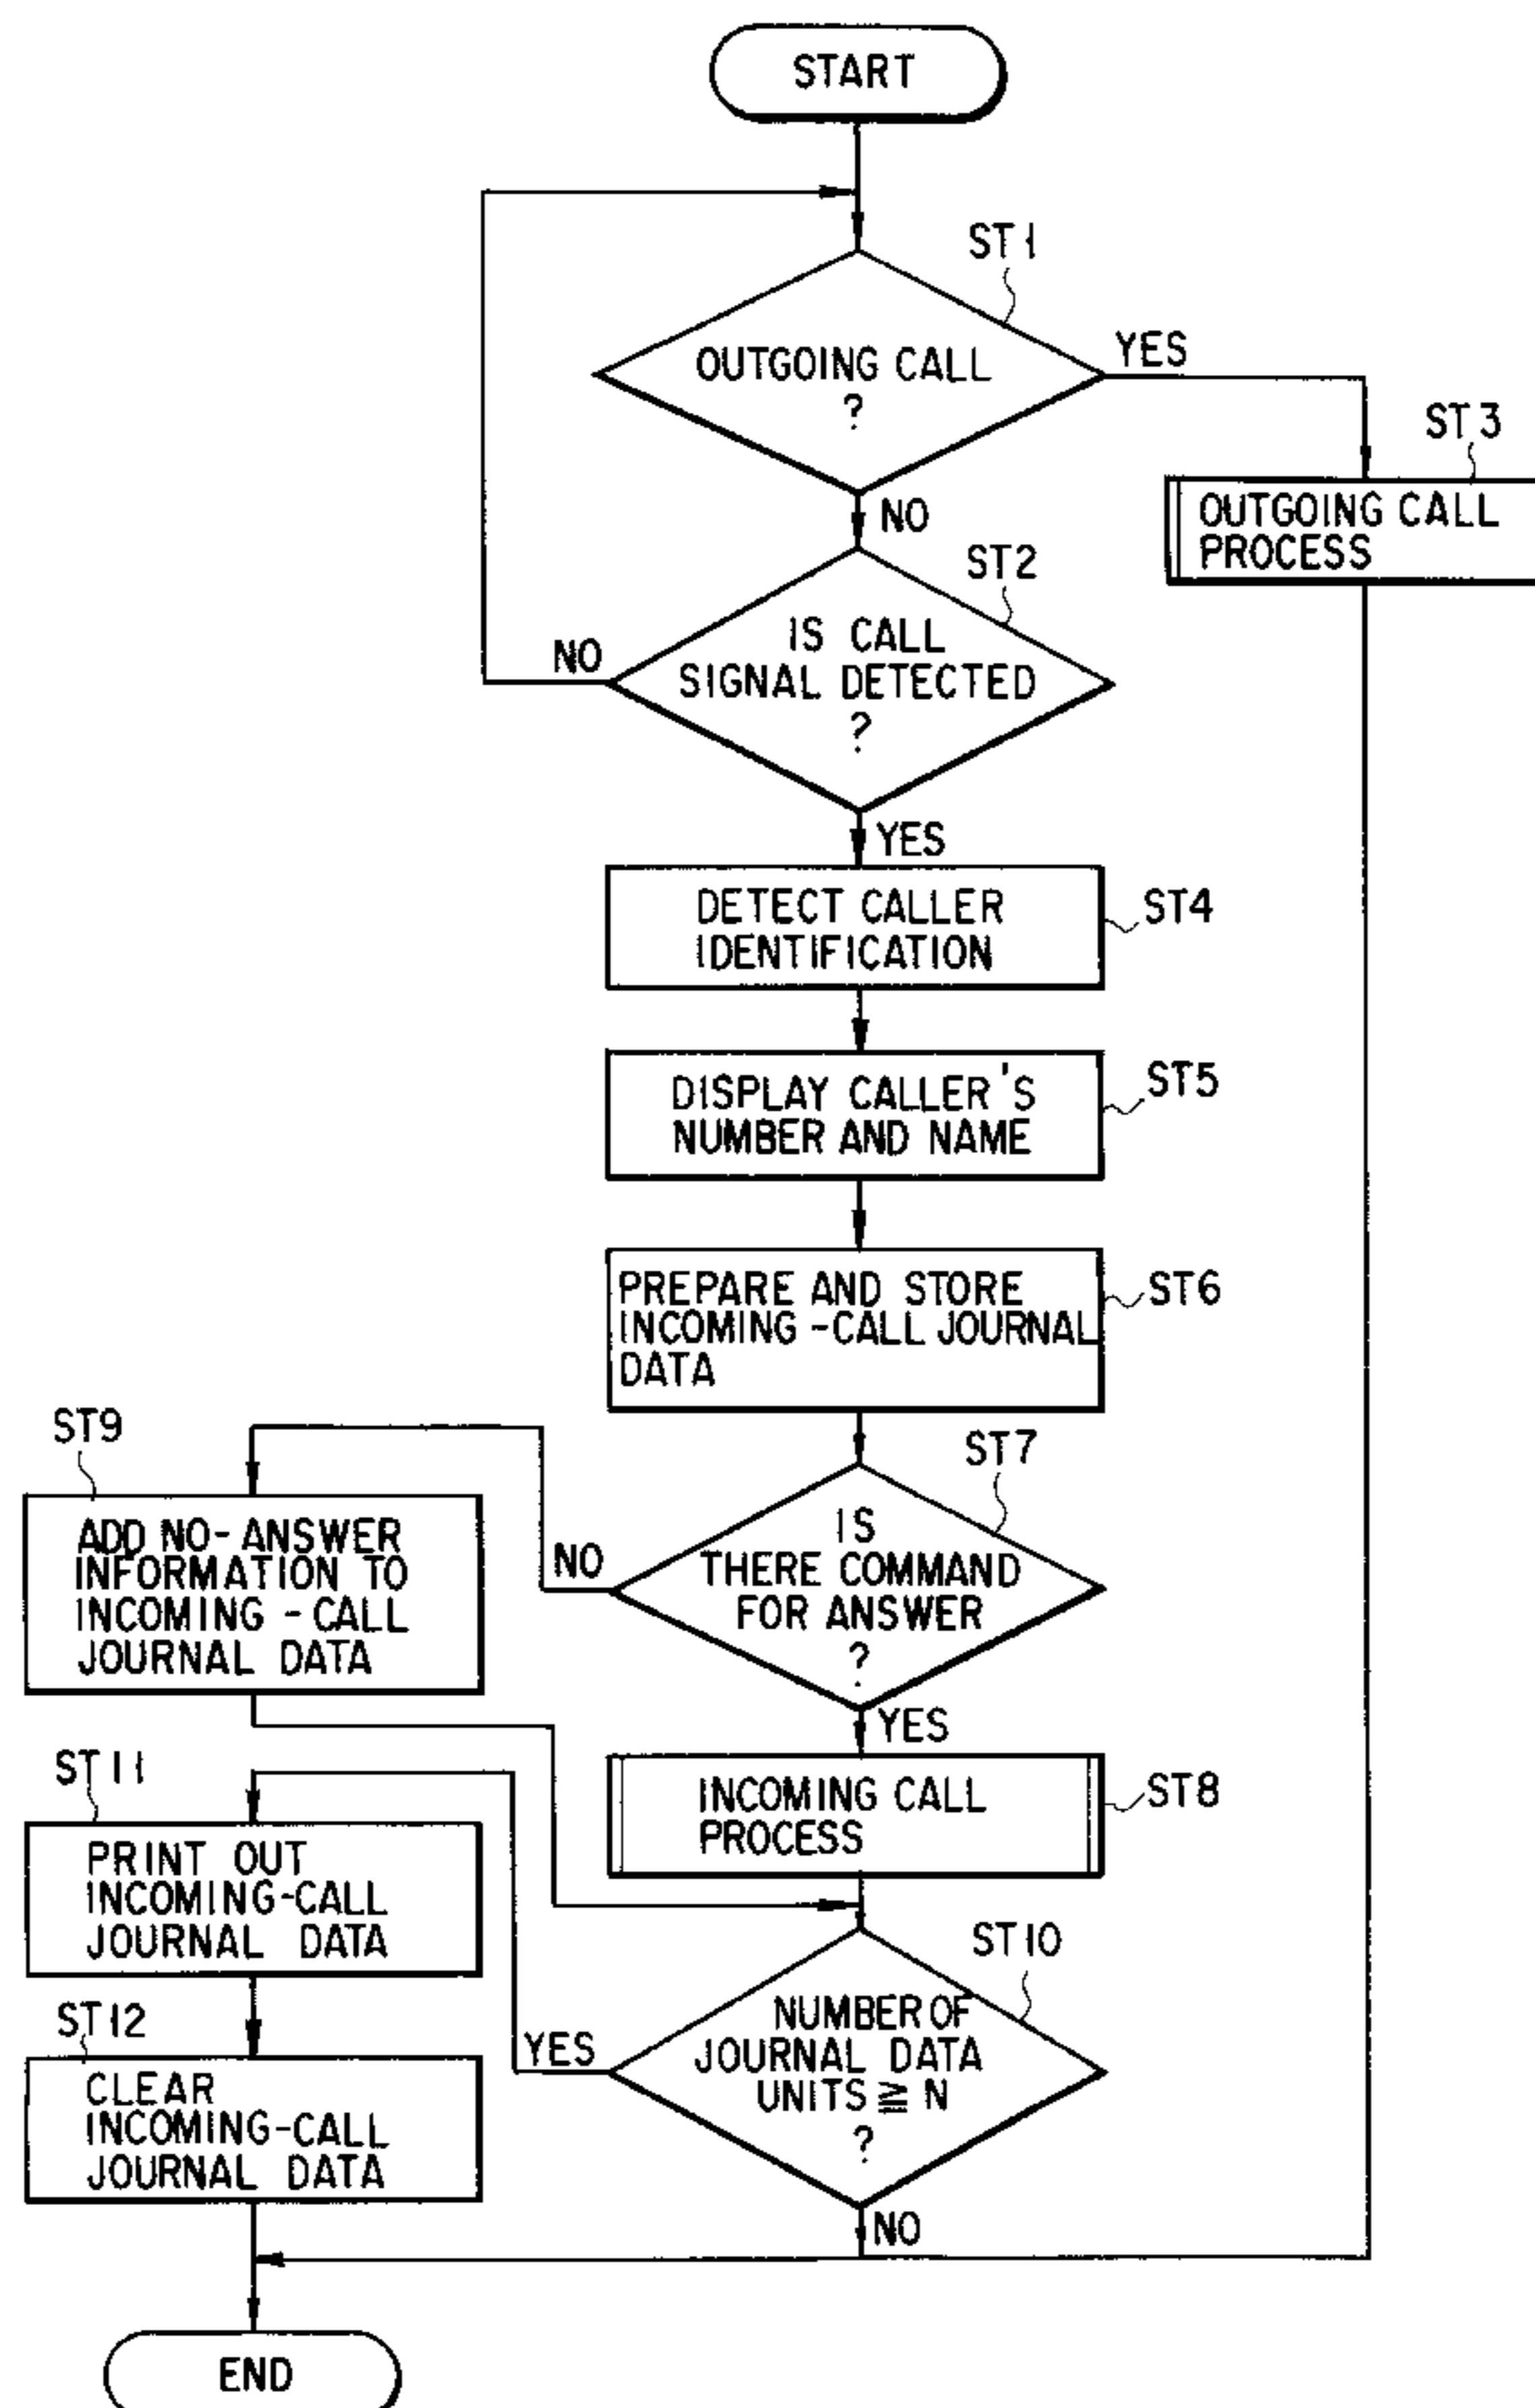 START
ST1
OUTGOING CALL
?
YES
NO
ST3
OUTGOING CALL
PROCESS
ST2
IS CALL
SIGNAL DETECTED
?
NO
YES
DETECT CALLER
IDENTIFICATION
ST4
DISPLAY CALLER'S
NUMBER AND NAME
ST5
PREPARE AND STORE
INCOMING-CALL JOURNAL
DATA
ST6
ST7
IS
THERE COMMAND
FOR ANSWER
?
NO
YES
ST9
ADD NO-ANSWER
INFORMATION TO
INCOMING-CALL
JOURNAL DATA
INCOMING CALL
PROCESS
ST8
ST10
NUMBER OF
JOURNAL DATA
UNITS ≧ N
?
YES
NO
ST11
PRINT OUT
INCOMING-CALL
JOURNAL DATA
ST12
CLEAR
INCOMING-CALL
JOURNAL DATA
END